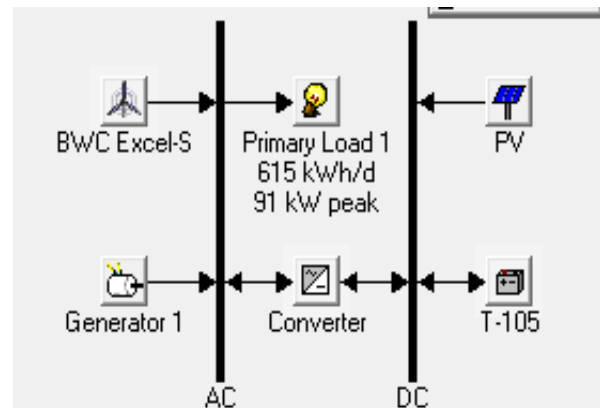 BWC Excel-S
Primary Load 1
615 kWh/d
91 kW peak
PV
Generator 1
Converter
T-105
AC
DC